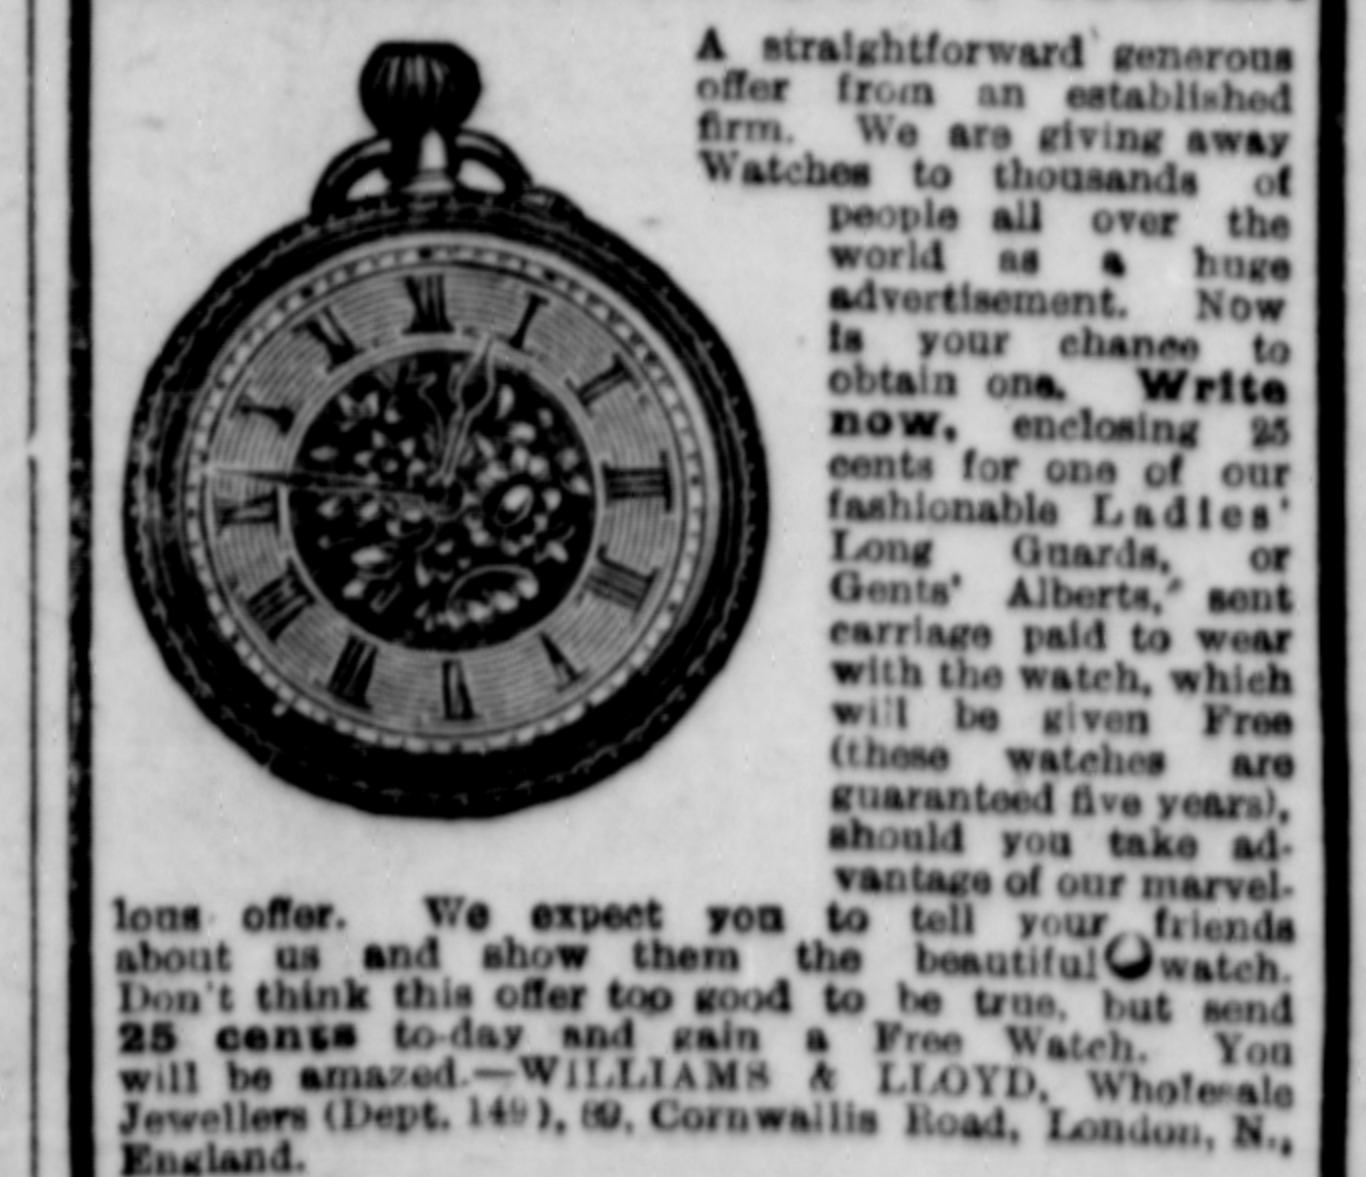 A straightforward generous
offer from an established
firm. We are giving away
Watches to thousands of
people all over the
world as a huge
advertisement. Now
is your chance to
obtain one. Write
now, enclosing 25
cents for one of our
fashionable Ladies'
Long Guards, or
Gents' Alberts, sent
carriage paid to wear
with the watch, which
will be given Free
(these watches are
guaranteed five years),
should you take ad-
vantage of our marvel-
lous offer. We expect you to tell your friends
about us and show them the beautiful watch.
Don't think this offer too good to be true, but send
25 cents to-day and gain a Free Watch. You
will be amazed.—WILLIAMS & LLOYD, Wholesale
Jewellers (Dept. 149), 89, Cornwallis Road, London, N.,
England.